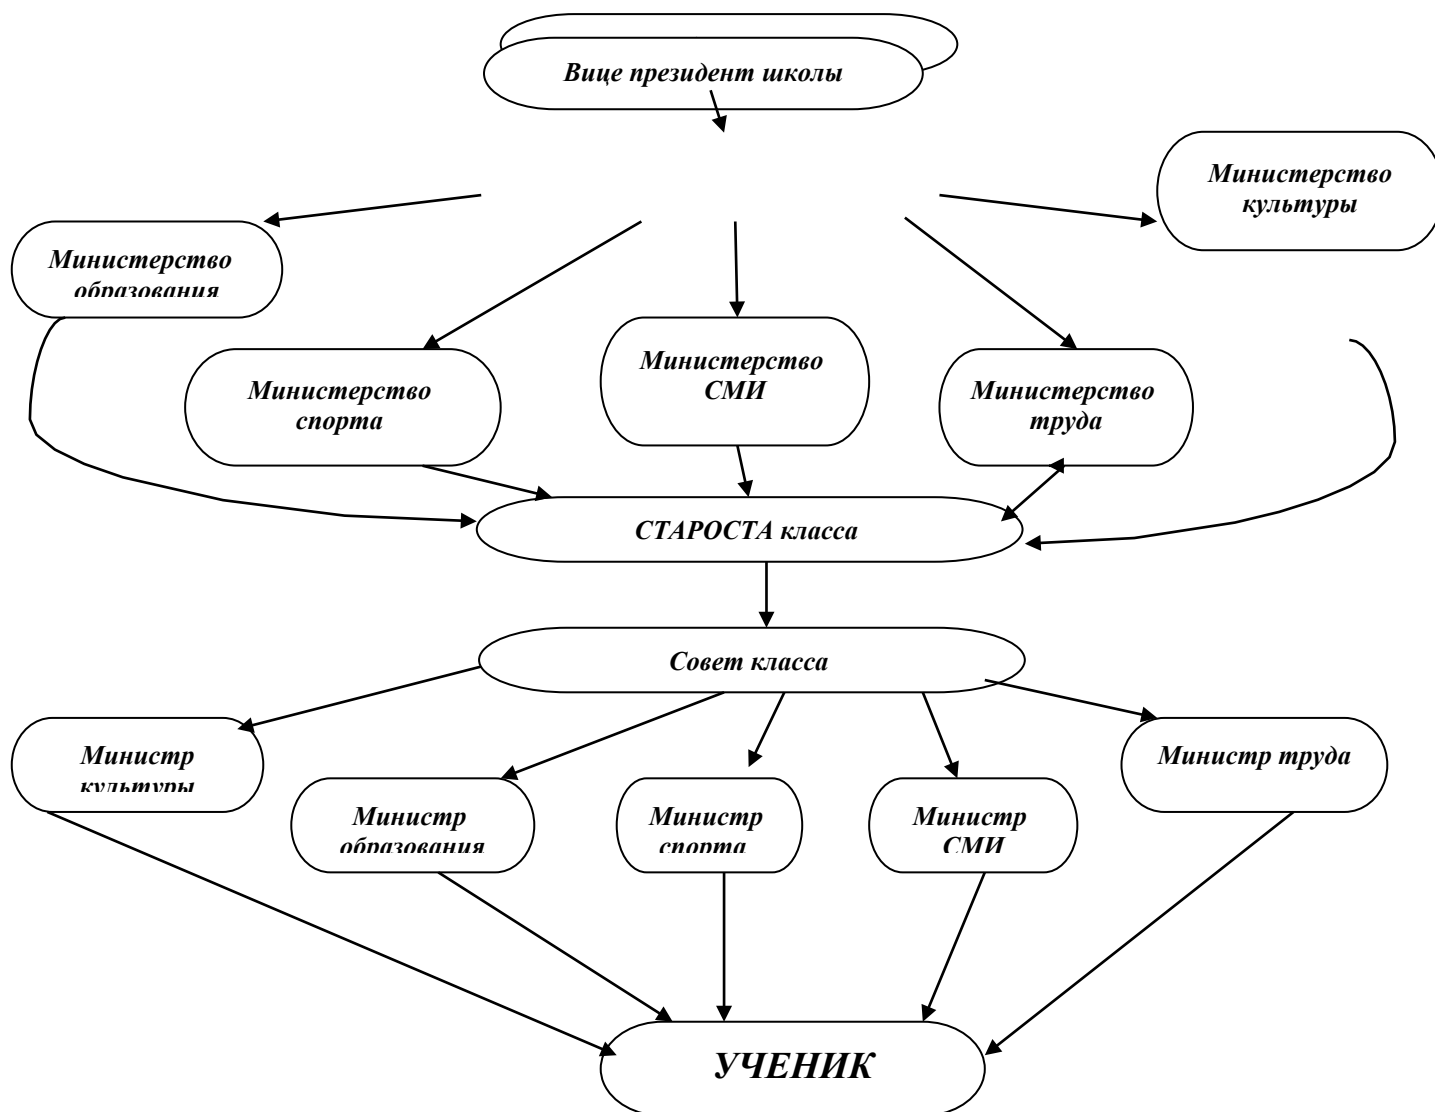 Вице президент школы
Министерство
культуры
Министерство
образования
Министерство
СМИ
Министерство
спорта
Министерство
труда
СТАРОСТА класса
Совет класса
Министр
культуры
Министр труда
Министр
образования
Министр
спорта
Министр
СМИ
УЧЕНИК